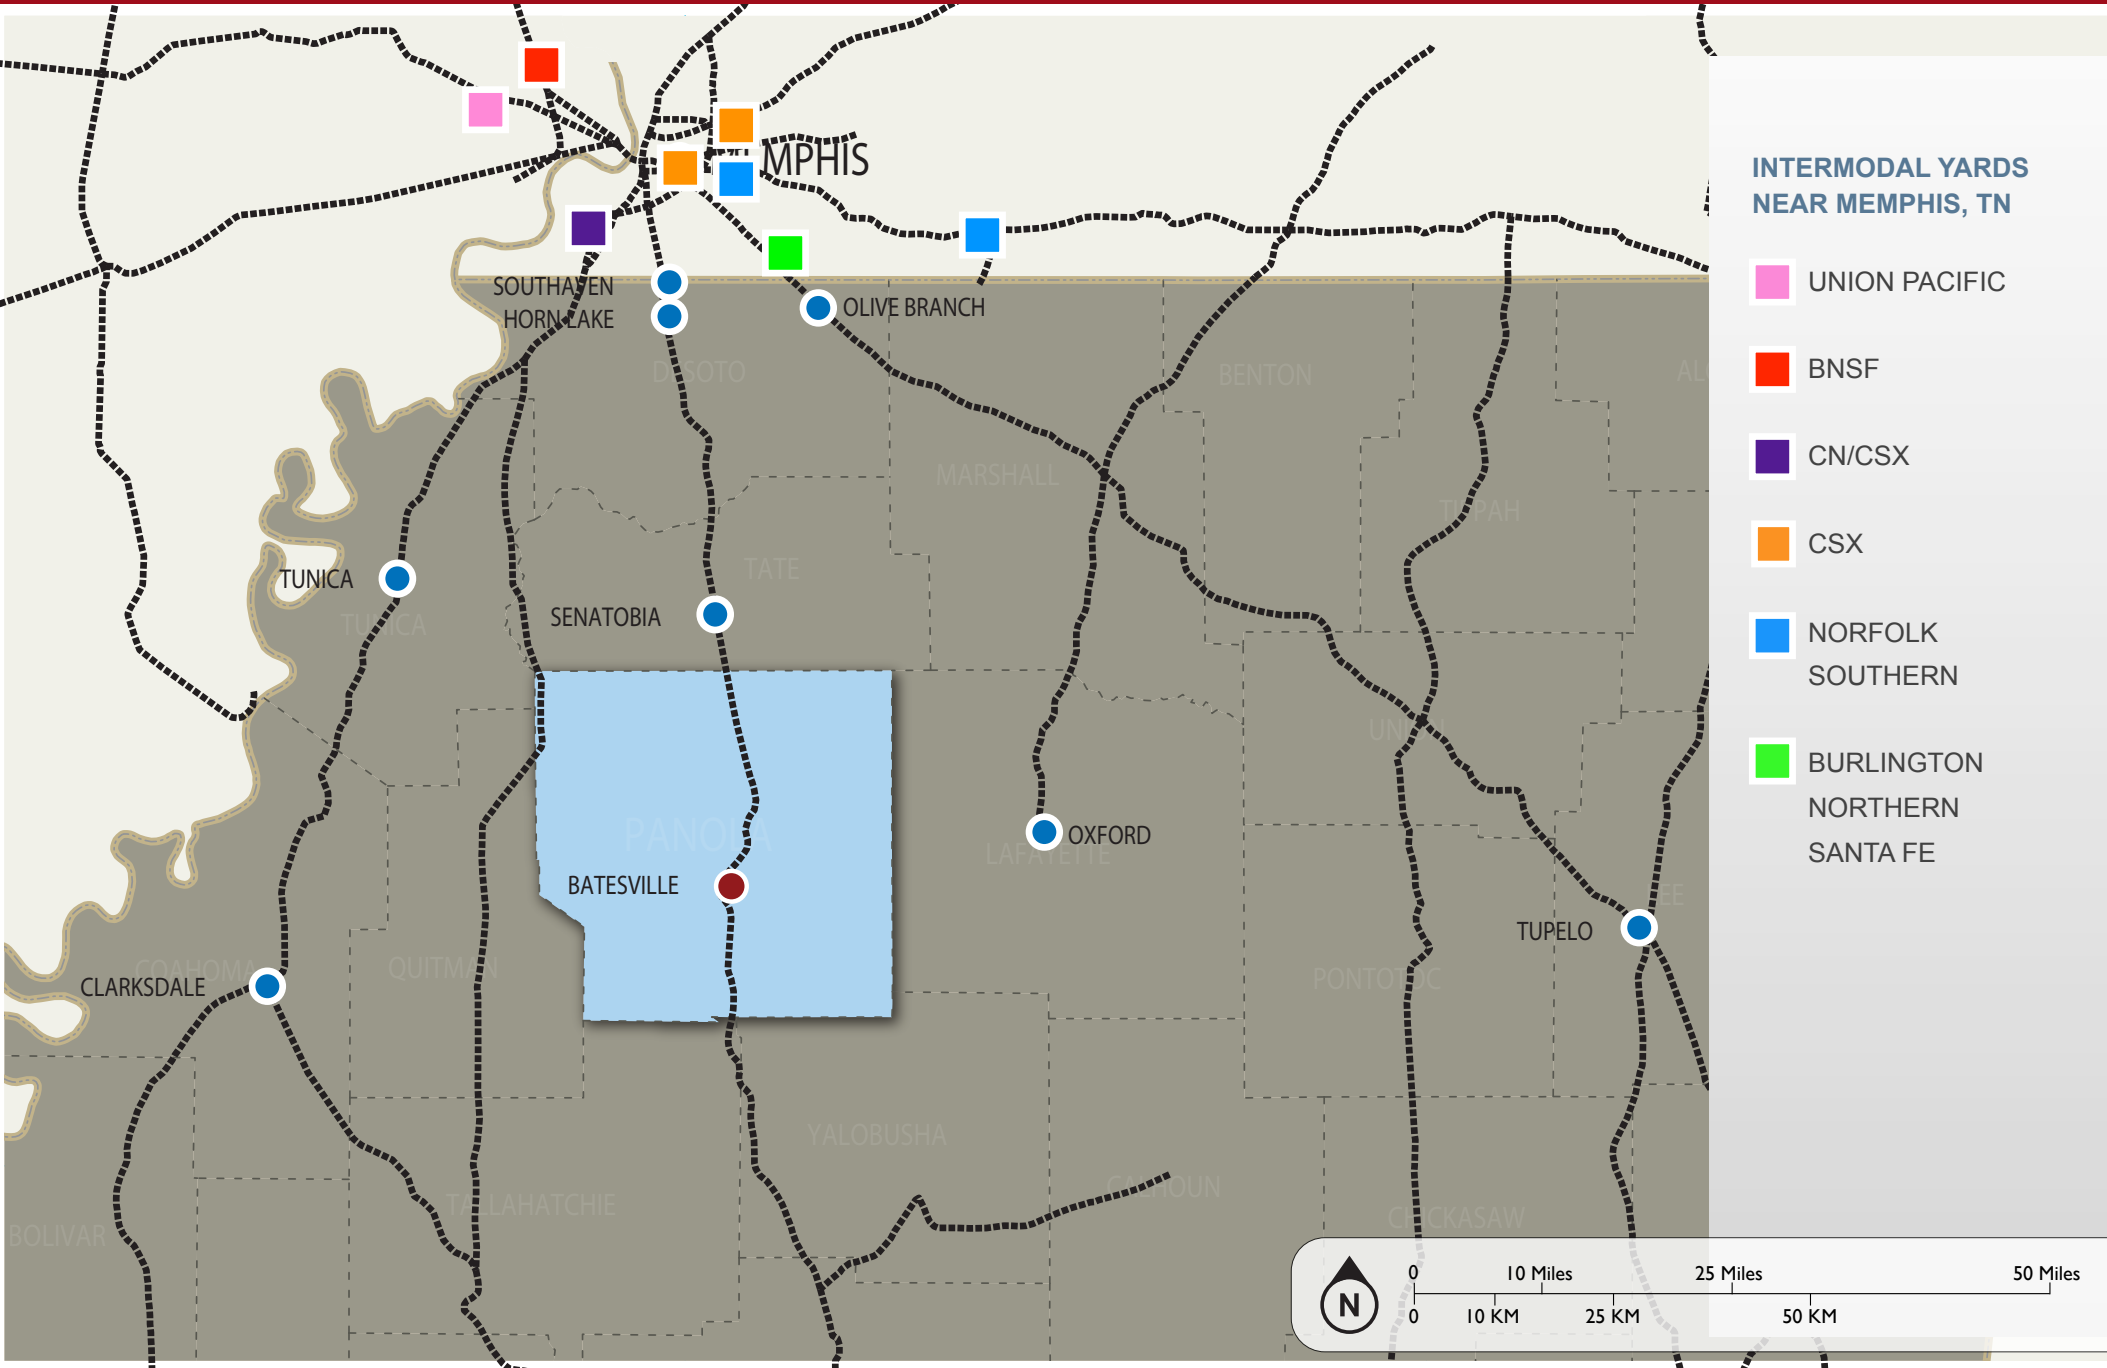 MPHIS
SOUTHAVEN
HORN LAKE
OLIVE BRANCH
DESOTO
BENTON
MARSHALL
TIPPAH
TATE
TUNICA
TUNICA
SENATOBIA
UNION
PANOLA
OXFORD
LAFAYETTE
BATESVILLE
TUPELO
COAHOMA
QUITMAN
PONTOTOC
CLARKSDALE
YALOBUSHA
CALHOUN
TALLAHATCHIE
CHICKASAW
BOLIVAR
INTERMODAL YARDS
NEAR MEMPHIS, TN
UNION PACIFIC
BNSF
CN/CSX
CSX
NORFOLK
SOUTHERN
BURLINGTON
NORTHERN
SANTA FE
N
0 10 Miles 25 Miles 50 Miles
0 10 KM 25 KM 50 KM